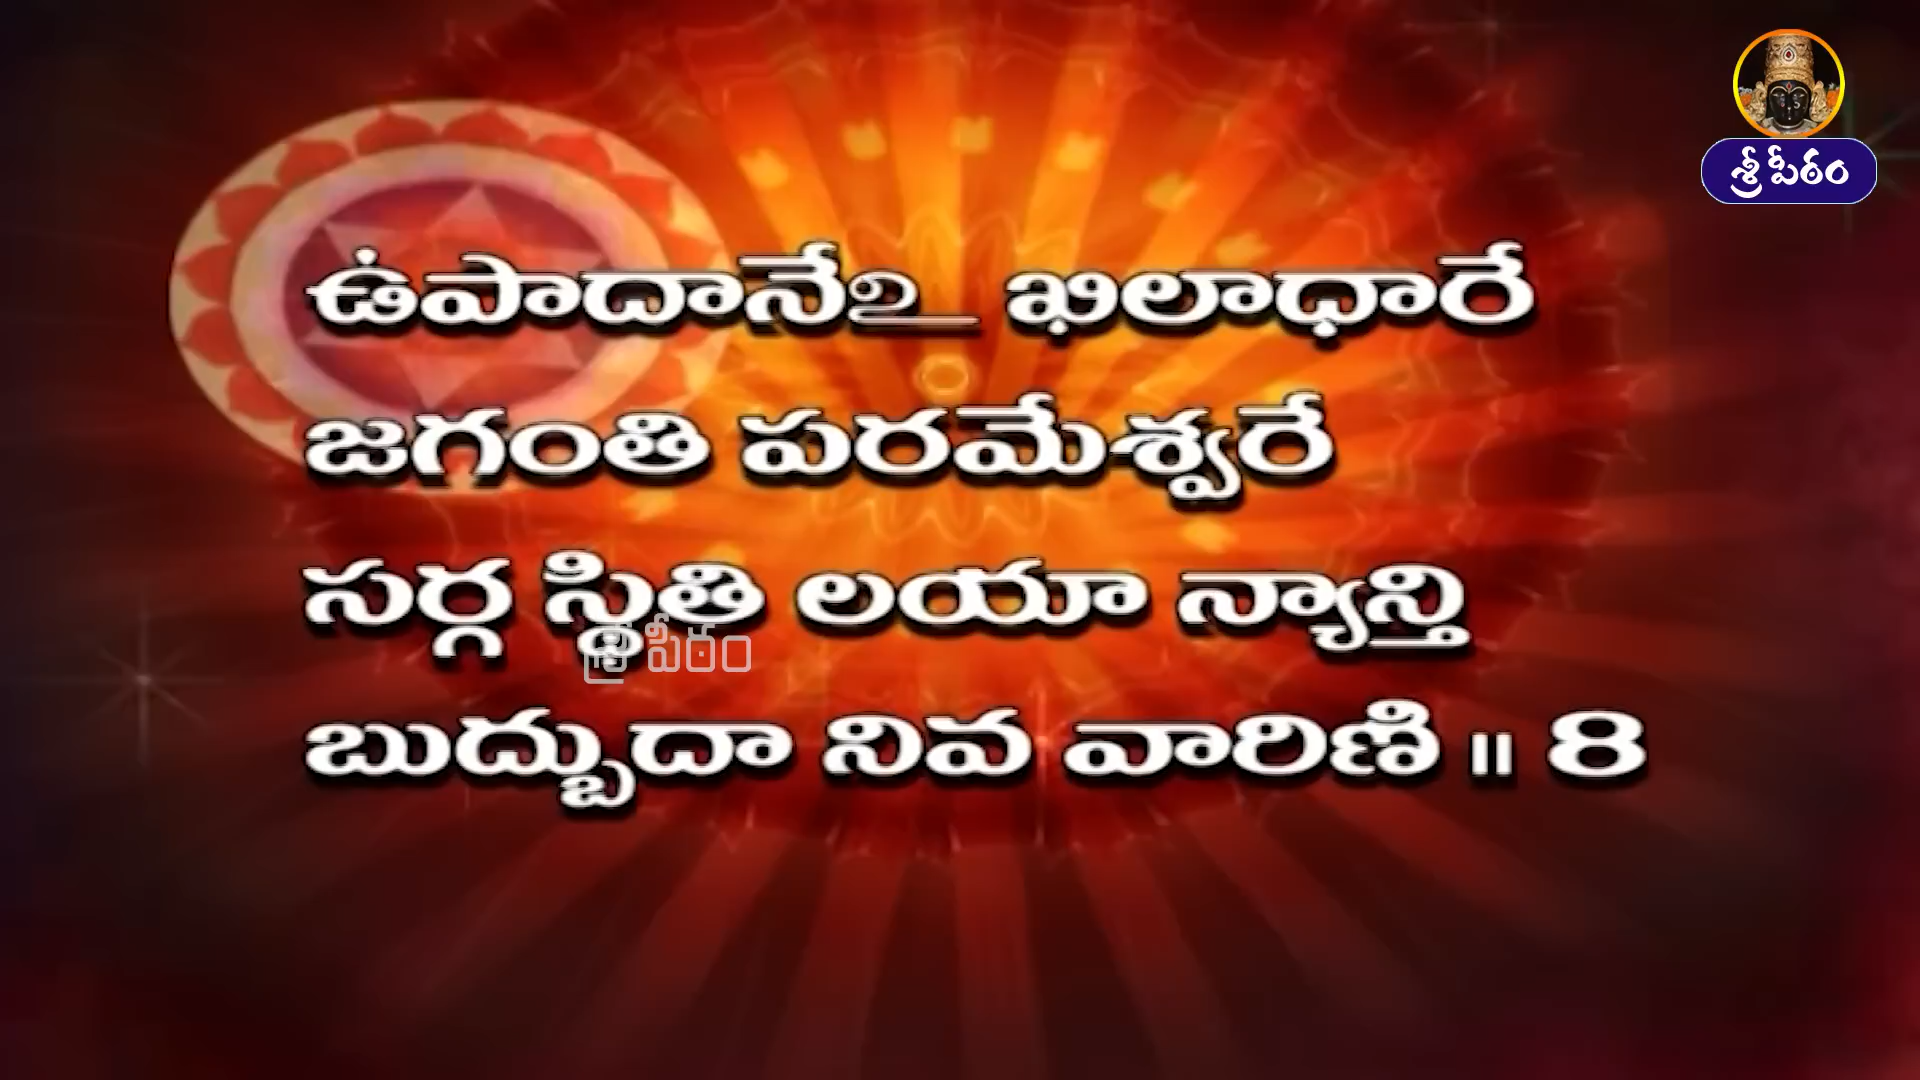 శ్రీ పీఠం
ఉపాదానేఽ ఖిలాధారే
జగంతి పరమేశ్వరే
సర్గ స్థితి లయా న్యాన్తి
బుద్బుదా నివ వారిణి ॥ 8
శ్రీ పీఠం